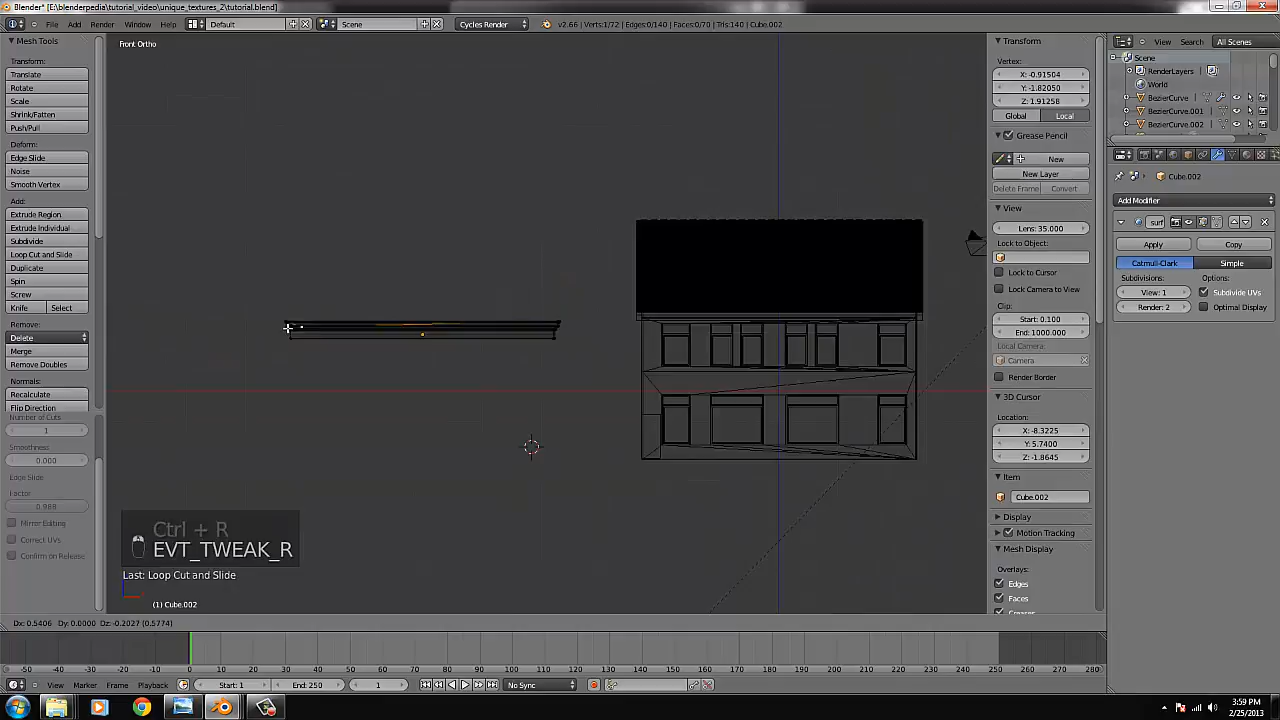 Blender* [E:\blenderpedia\tutorial_video\unique_textures_2\tutorial.blend]
File Add Render Window Help Default Scene Cycles Render v2.66 | Verts:1/72 | Edges:0/140 | Faces:0/70 | Tris:140 | Cube.002
Mesh Tools
Transform:
Translate
Rotate
Scale
Shrink/Fatten
Push/Pull
Deform:
Edge Slide
Noise
Smooth Vertex
Add:
Extrude Region
Extrude Individual
Subdivide
Loop Cut and Slide
Duplicate
Spin
Screw
Knife Select
Remove:
Delete
Merge
Remove Doubles
Normals:
Recalculate
Flip Direction
Number of Cuts
1
Smoothness
0.000
Edge Slide
Factor
0.988
Mirror Editing
Correct UVs
Confirm on Release
Front Ortho
Ctrl + R
EVT_TWEAK_R
Last: Loop Cut and Slide
(1) Cube.002
Transform
Vertex:
X: -0.91504
Y: -1.82050
Z: 1.91258
Global Local
Grease Pencil
New
New Layer
Delete Frame Convert
View
Lens: 35.000
Lock to Object:
Lock to Cursor
Lock Camera to View
Clip:
Start: 0.100
End: 1000.000
Local Camera:
Camera
Render Border
3D Cursor
Location:
X: -8.3225
Y: 5.7400
Z: -1.8645
Item
Cube.002
Display
Motion Tracking
Mesh Display
Overlays:
Edges
Faces
Creases
View Search All Scenes
Scene
RenderLayers
World
BezierCurve
BezierCurve.001
BezierCurve.002
Cube.002
Add Modifier
surf
Apply Copy
Catmull-Clark Simple
Subdivisions: Options:
View: 1 Subdivide UVs
Render: 2 Optimal Display
Dx: 0.5406 Dy: 0.0000 Dz: -0.2027 (0.5774)
-50 -40 -30 -20 -10 0 10 20 30 40 50 60 70 80 90 100 110 120 130 140 150 160 170 180 190 200 210 220 230 240 250 260 270 280
View Marker Frame Playback Start: 1 End: 250 1 No Sync
3:59 PM
2/25/2013